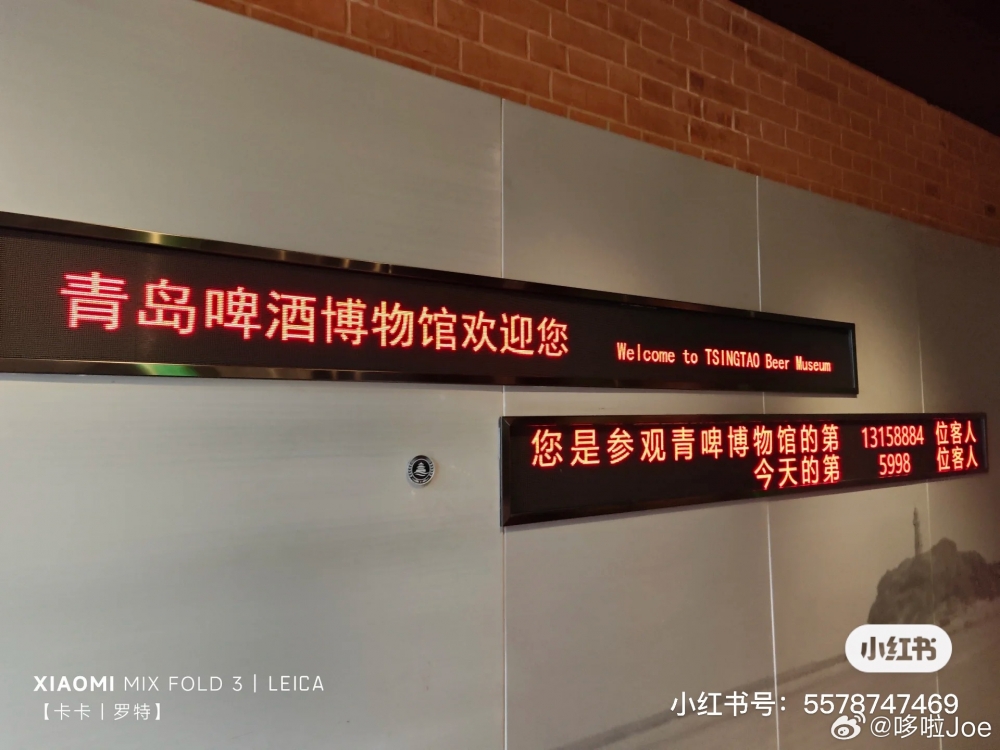 青岛啤酒博物馆欢迎您 Welcome to TSINGTAO Beer Museum
您是参观青啤博物馆的第 13158884 位客人
今天的第 5998 位客人
小红书
XIAOMI MIX FOLD 3 | LEICA
【卡卡 | 罗特】
小红书号：5578747469
@哆啦Joe